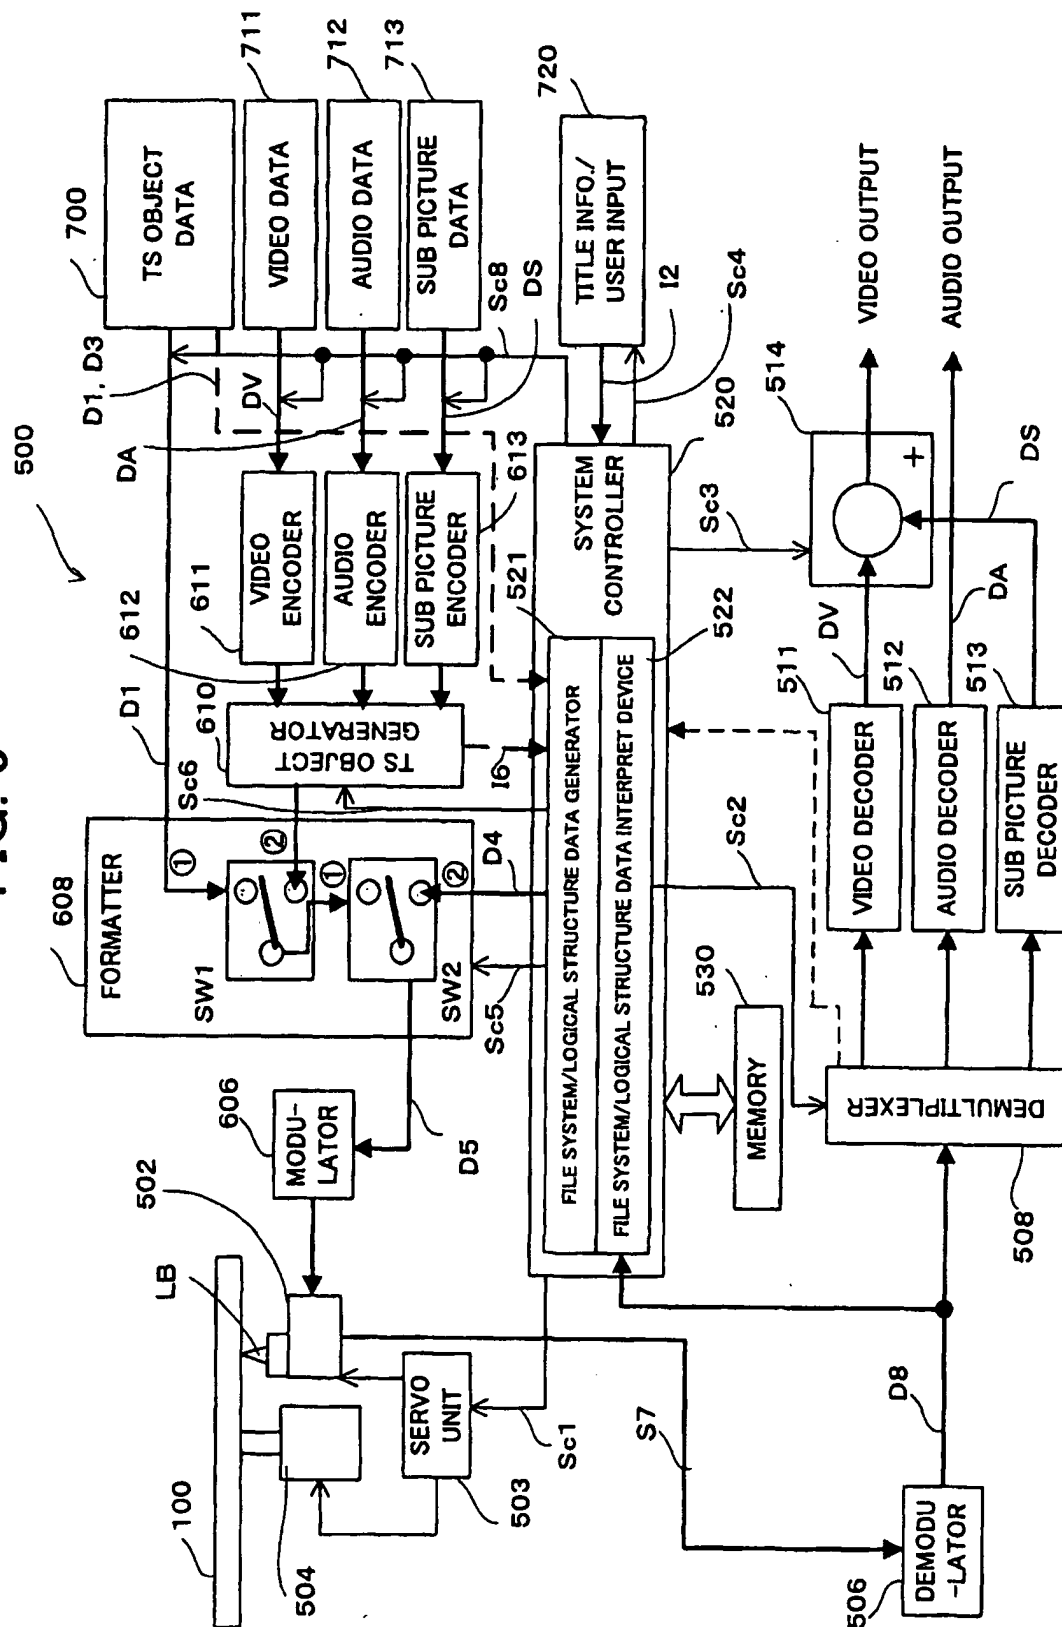 500
700
TS OBJECT
DATA
711
VIDEO DATA
712
AUDIO DATA
713
SUB PICTURE
DATA
720
TITLE INFO./
USER INPUT
D1, D3
DV
DA
DS
Sc8
I2
Sc4
D1
611
VIDEO
ENCODER
612
AUDIO
ENCODER
613
SUB PICTURE
ENCODER
610
TS OBJECT
GENERATOR
Sc6
I6
608
FORMATTER
①
②
SW1
①
②
SW2
Sc5
D4
D5
606
MODU-
LATOR
502
LB
100
504
SERVO
UNIT
503
Sc1
S7
520
SYSTEM
CONTROLLER
521
FILE SYSTEM/LOGICAL STRUCTURE DATA GENERATOR
522
FILE SYSTEM/LOGICAL STRUCTURE DATA INTERPRET DEVICE
530
MEMORY
Sc2
Sc3
506
DEMODU
-LATOR
D8
508
DEMULTIPLEXER
511
VIDEO DECODER
512
AUDIO DECODER
513
SUB PICTURE
DECODER
DV
DA
DS
514
+
VIDEO OUTPUT
AUDIO OUTPUT